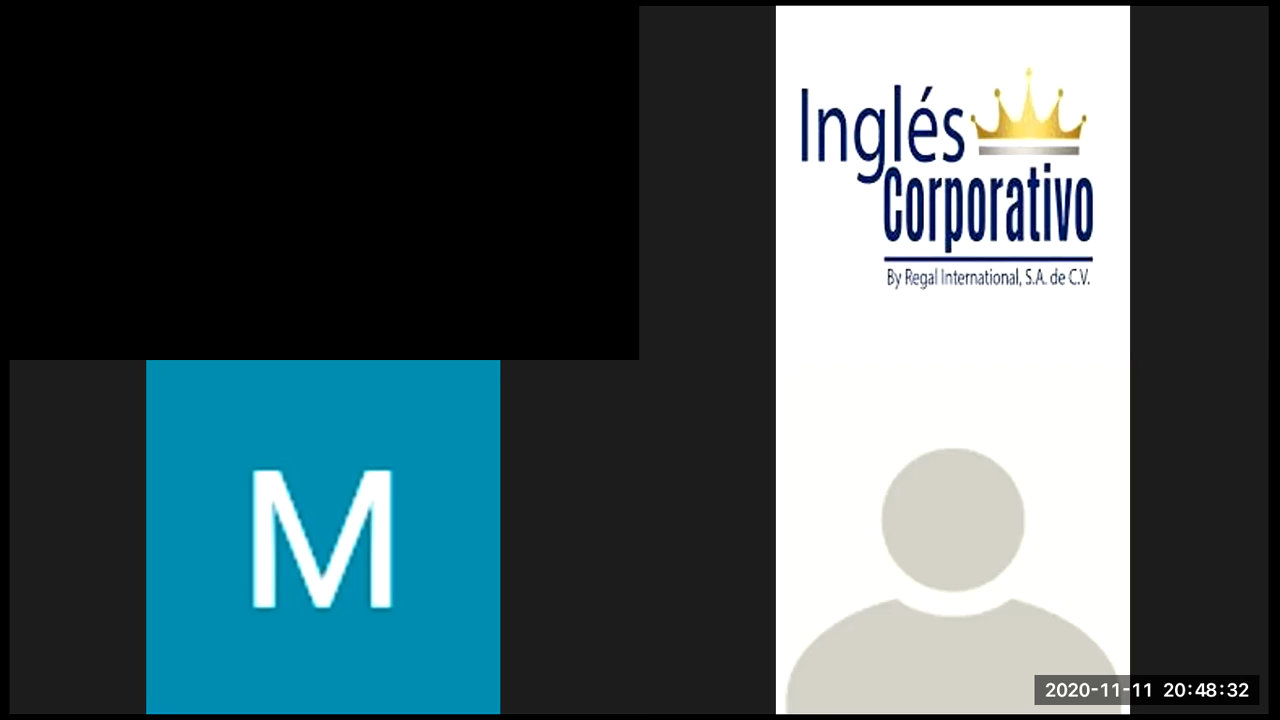 Inglés
Corporativo
By Regal International, S.A. de C.V.
M
2020-11-11 20:48:32